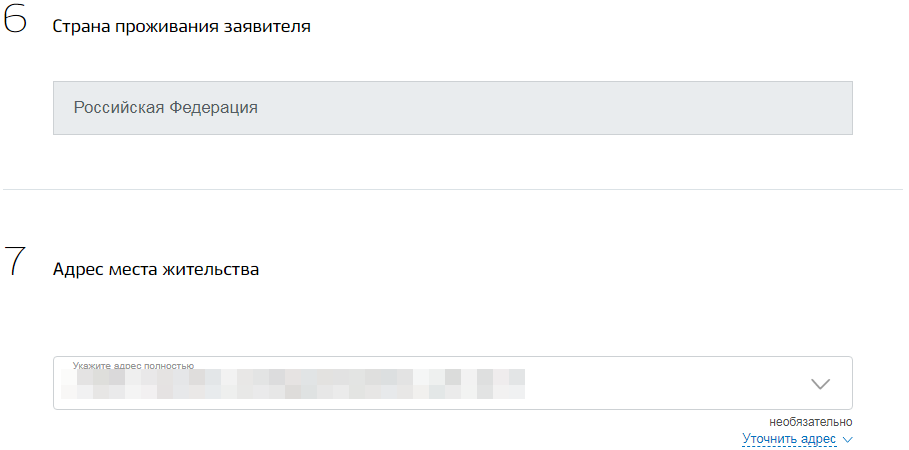 6
Страна проживания заявителя
Российская Федерация
7
Адрес места жительства
Укажите адрес полностью
необязательно
Уточнить адрес